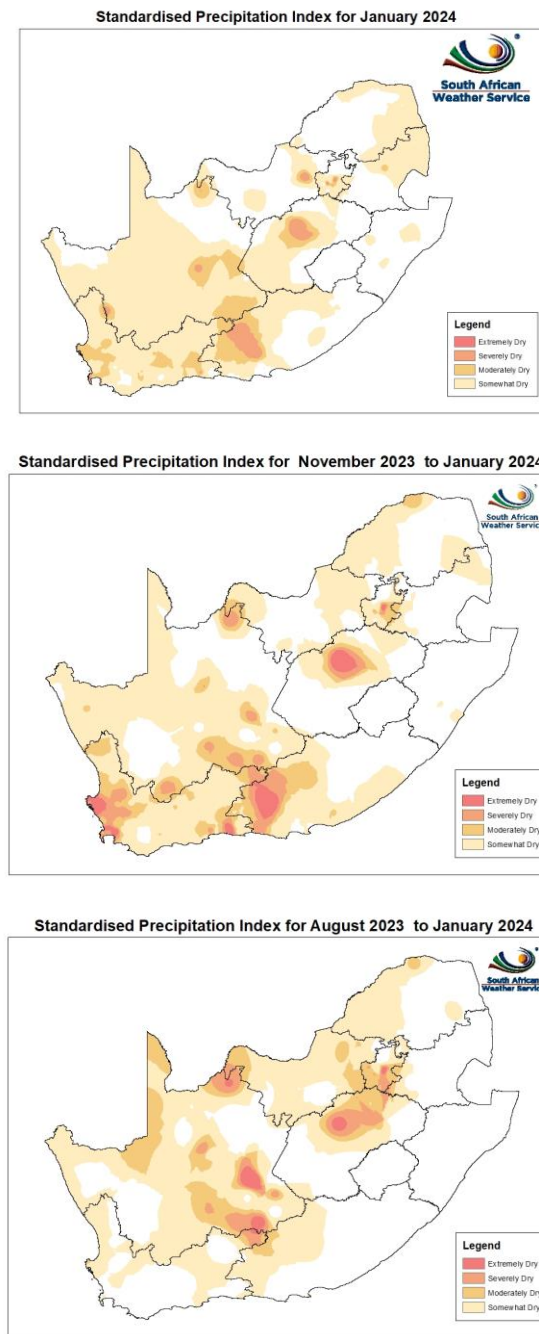 Standardised Precipitation Index for January 2024
South African
Weather Service
Legend
Extremely Dry
Severely Dry
Moderately Dry
Somewhat Dry
Standardised Precipitation Index for November 2023 to January 2024
South African
Weather Service
Legend
Extremely Dry
Severely Dry
Moderately Dry
Somewhat Dry
Standardised Precipitation Index for August 2023 to January 2024
South African
Weather Service
Legend
Extremely Dry
Severely Dry
Moderately Dry
Somewhat Dry